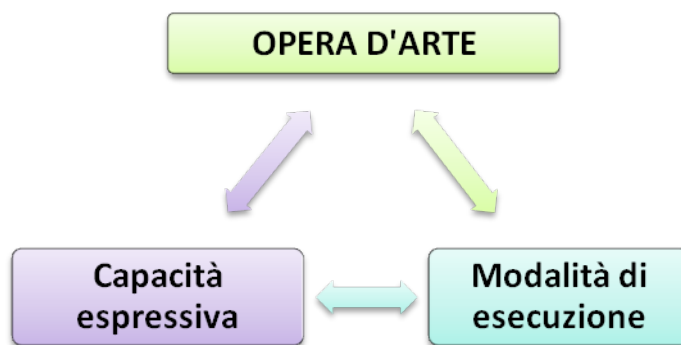 OPERA D'ARTE
Capacità
espressiva
Modalità di
esecuzione